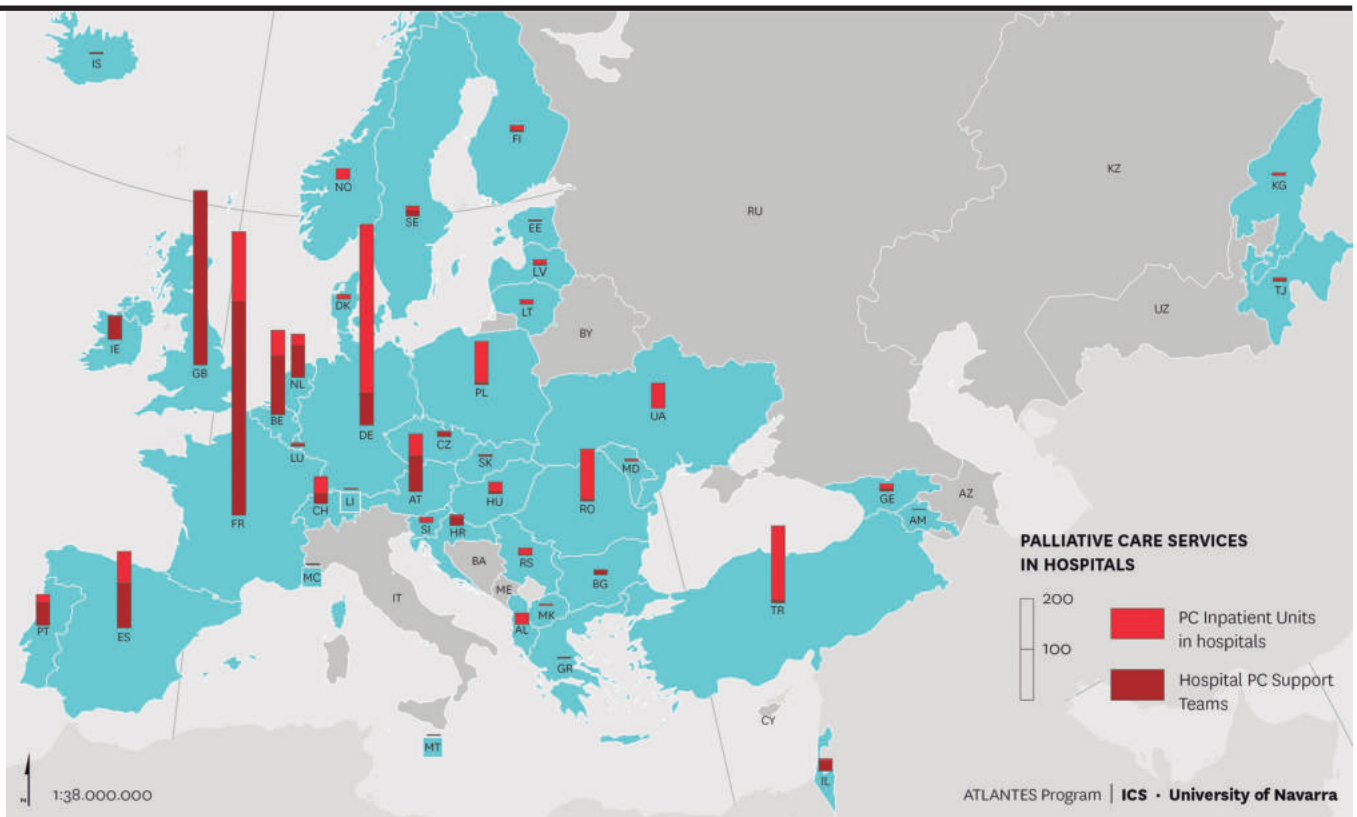 IS
FI
NO
SE
KZ
KG
RU
EE
LV
DK
LT
TJ
UZ
BY
IE
GB
NL
PL
BE
UA
DE
CZ
LU
SK
MD
AT
HU
RO
CH
LI
GE
AZ
FR
SI
HR
AM
RS
BA
BG
MC
ME
IT
TR
MK
PT
ES
AL
GR
CY
MT
IL
PALLIATIVE CARE SERVICES
IN HOSPITALS
200
100
PC Inpatient Units
in hospitals
Hospital PC Support
Teams
N
1:38.000.000
ATLANTES Program | ICS · University of Navarra